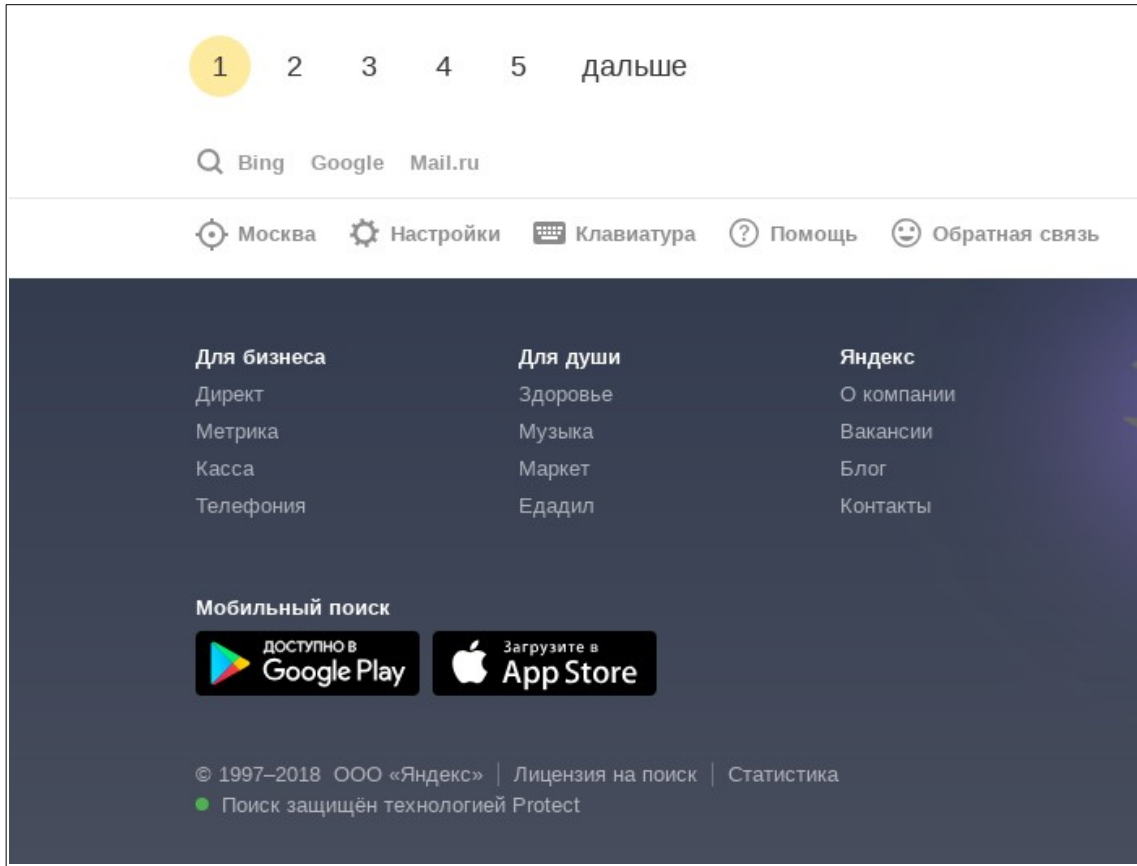 1 2 3 4 5 дальше
Bing Google Mail.ru
Москва Настройки Клавиатура Помощь Обратная связь
Для бизнеса Для души Яндекс
Директ Здоровье О компании
Метрика Музыка Вакансии
Касса Маркет Блог
Телефония Едадил Контакты
Мобильный поиск
ДОСТУПНО В Загрузите в
Google Play App Store
© 1997–2018 ООО «Яндекс» | Лицензия на поиск | Статистика
Поиск защищён технологией Protect